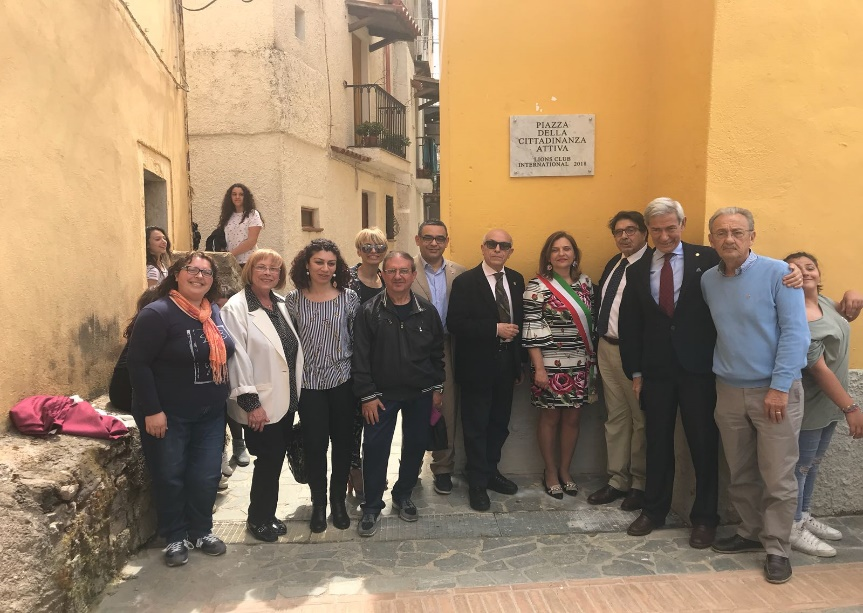 PIAZZA
DELLA
CITTADINANZA
ATTIVA
LIONS CLUB
INTERNATIONAL 2018